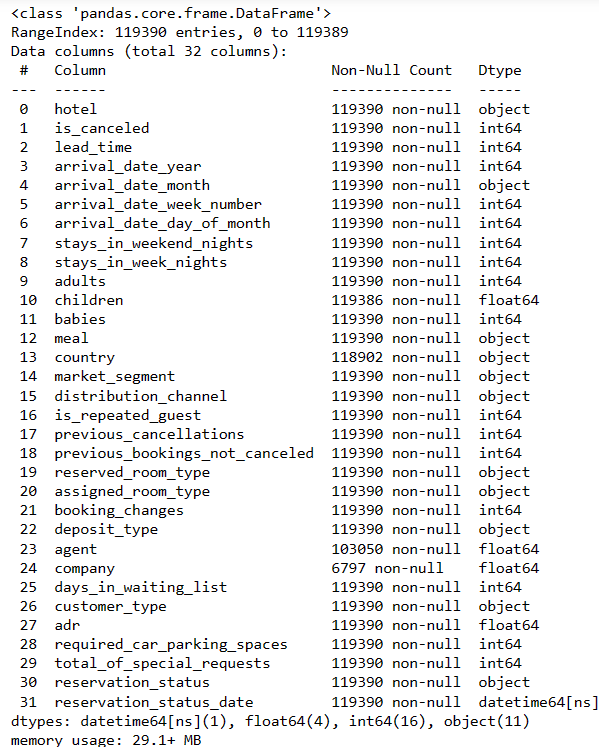 <class 'pandas.core.frame.DataFrame'>
RangeIndex: 119390 entries, 0 to 119389
Data columns (total 32 columns):
 #   Column                          Non-Null Count   Dtype
---  ------                          --------------   -----
 0   hotel                           119390 non-null  object
 1   is_canceled                     119390 non-null  int64
 2   lead_time                       119390 non-null  int64
 3   arrival_date_year               119390 non-null  int64
 4   arrival_date_month              119390 non-null  object
 5   arrival_date_week_number        119390 non-null  int64
 6   arrival_date_day_of_month       119390 non-null  int64
 7   stays_in_weekend_nights         119390 non-null  int64
 8   stays_in_week_nights            119390 non-null  int64
 9   adults                          119390 non-null  int64
 10  children                        119386 non-null  float64
 11  babies                          119390 non-null  int64
 12  meal                            119390 non-null  object
 13  country                         118902 non-null  object
 14  market_segment                  119390 non-null  object
 15  distribution_channel            119390 non-null  object
 16  is_repeated_guest               119390 non-null  int64
 17  previous_cancellations          119390 non-null  int64
 18  previous_bookings_not_canceled  119390 non-null  int64
 19  reserved_room_type              119390 non-null  object
 20  assigned_room_type              119390 non-null  object
 21  booking_changes                 119390 non-null  int64
 22  deposit_type                    119390 non-null  object
 23  agent                           103050 non-null  float64
 24  company                         6797 non-null    float64
 25  days_in_waiting_list            119390 non-null  int64
 26  customer_type                   119390 non-null  object
 27  adr                             119390 non-null  float64
 28  required_car_parking_spaces     119390 non-null  int64
 29  total_of_special_requests       119390 non-null  int64
 30  reservation_status              119390 non-null  object
 31  reservation_status_date         119390 non-null  datetime64[ns]
dtypes: datetime64[ns](1), float64(4), int64(16), object(11)
memory usage: 29.1+ MB